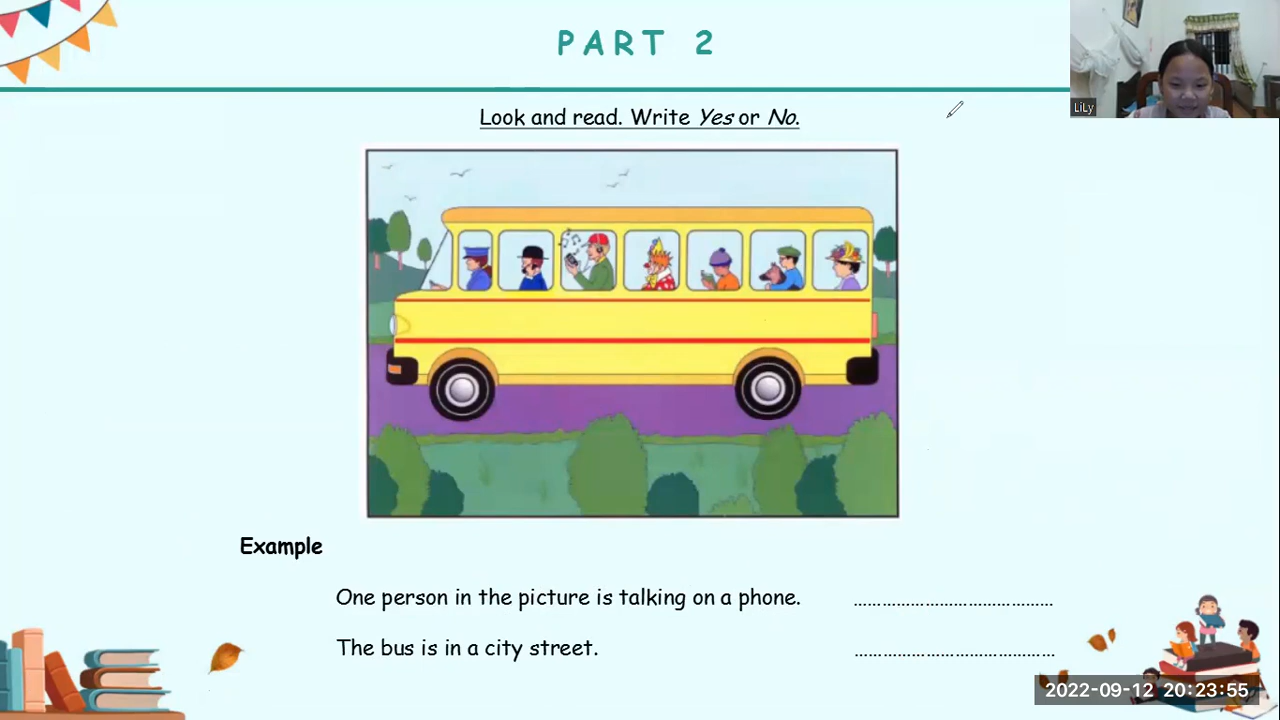 PART 2
LiLy
Look and read. Write Yes or No.
Example
One person in the picture is talking on a phone. ..........................................
The bus is in a city street. ..........................................
2022-09-12 20:23:55